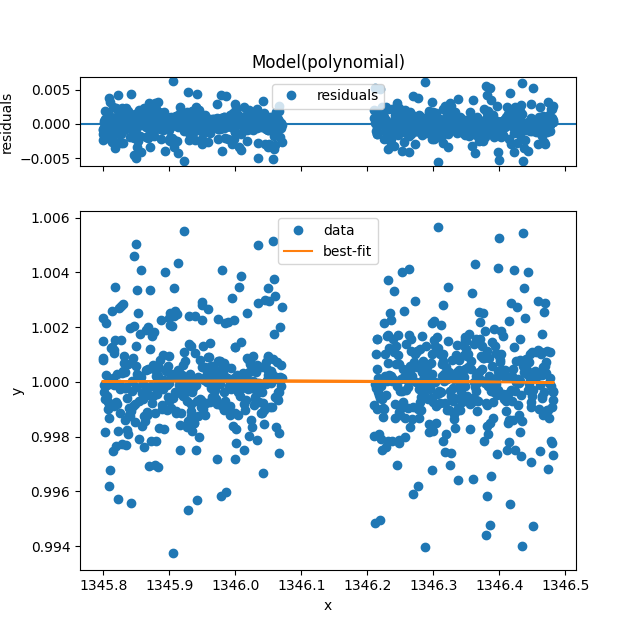 Model(polynomial)
0.005
0.000
−0.005
residuals
residuals
1.006
1.004
1.002
1.000
0.998
0.996
0.994
y
data
best-fit
1345.8 1345.9 1346.0 1346.1 1346.2 1346.3 1346.4 1346.5
x